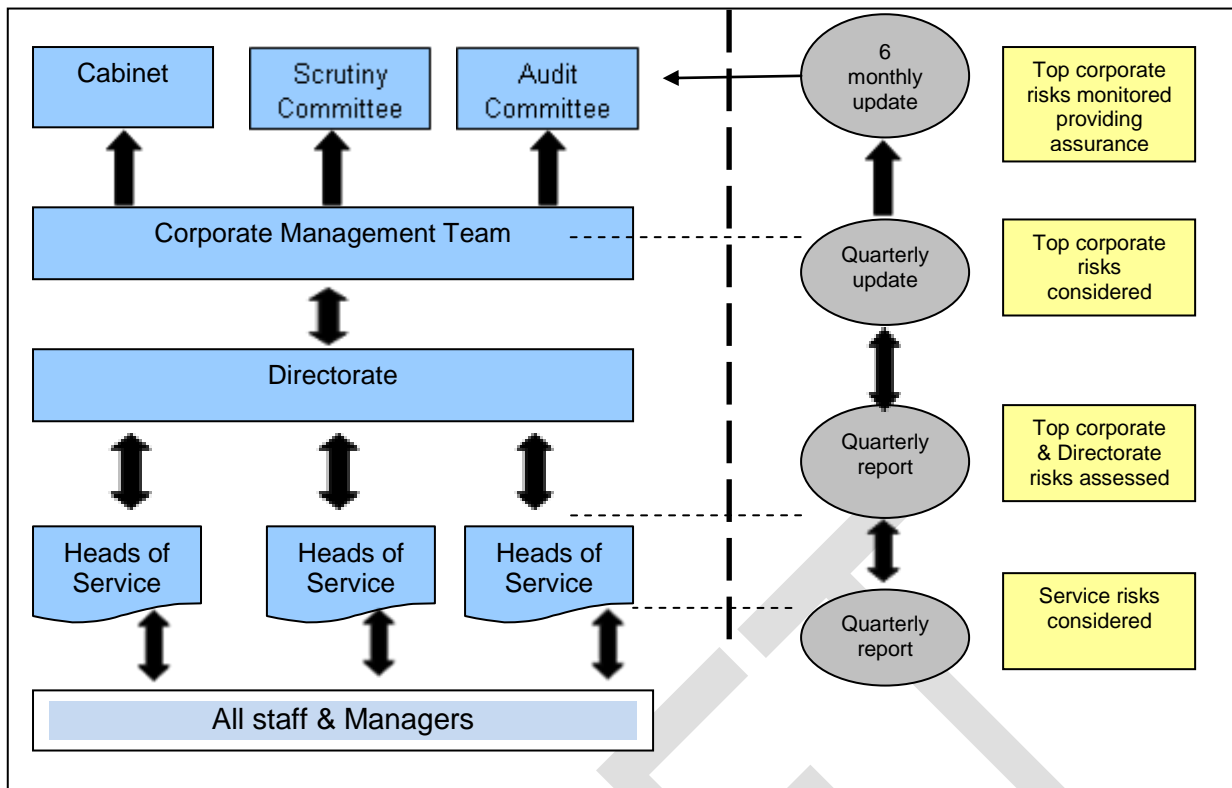 Cabinet
Scrutiny
Committee
Audit
Committee
6
monthly
update
Top corporate
risks monitored
providing
assurance
Corporate Management Team
Quarterly
update
Top corporate
risks
considered
Directorate
Quarterly
report
Top corporate
& Directorate
risks assessed
Heads of
Service
Heads of
Service
Heads of
Service
Quarterly
report
Service risks
considered
All staff & Managers